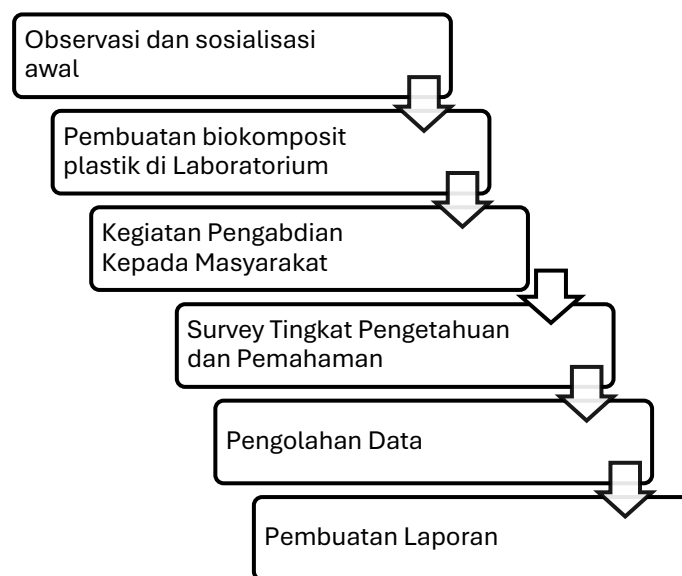 Observasi dan sosialisasi
awal
Pembuatan biokomposit
plastik di Laboratorium
Kegiatan Pengabdian
Kepada Masyarakat
Survey Tingkat Pengetahuan
dan Pemahaman
Pengolahan Data
Pembuatan Laporan